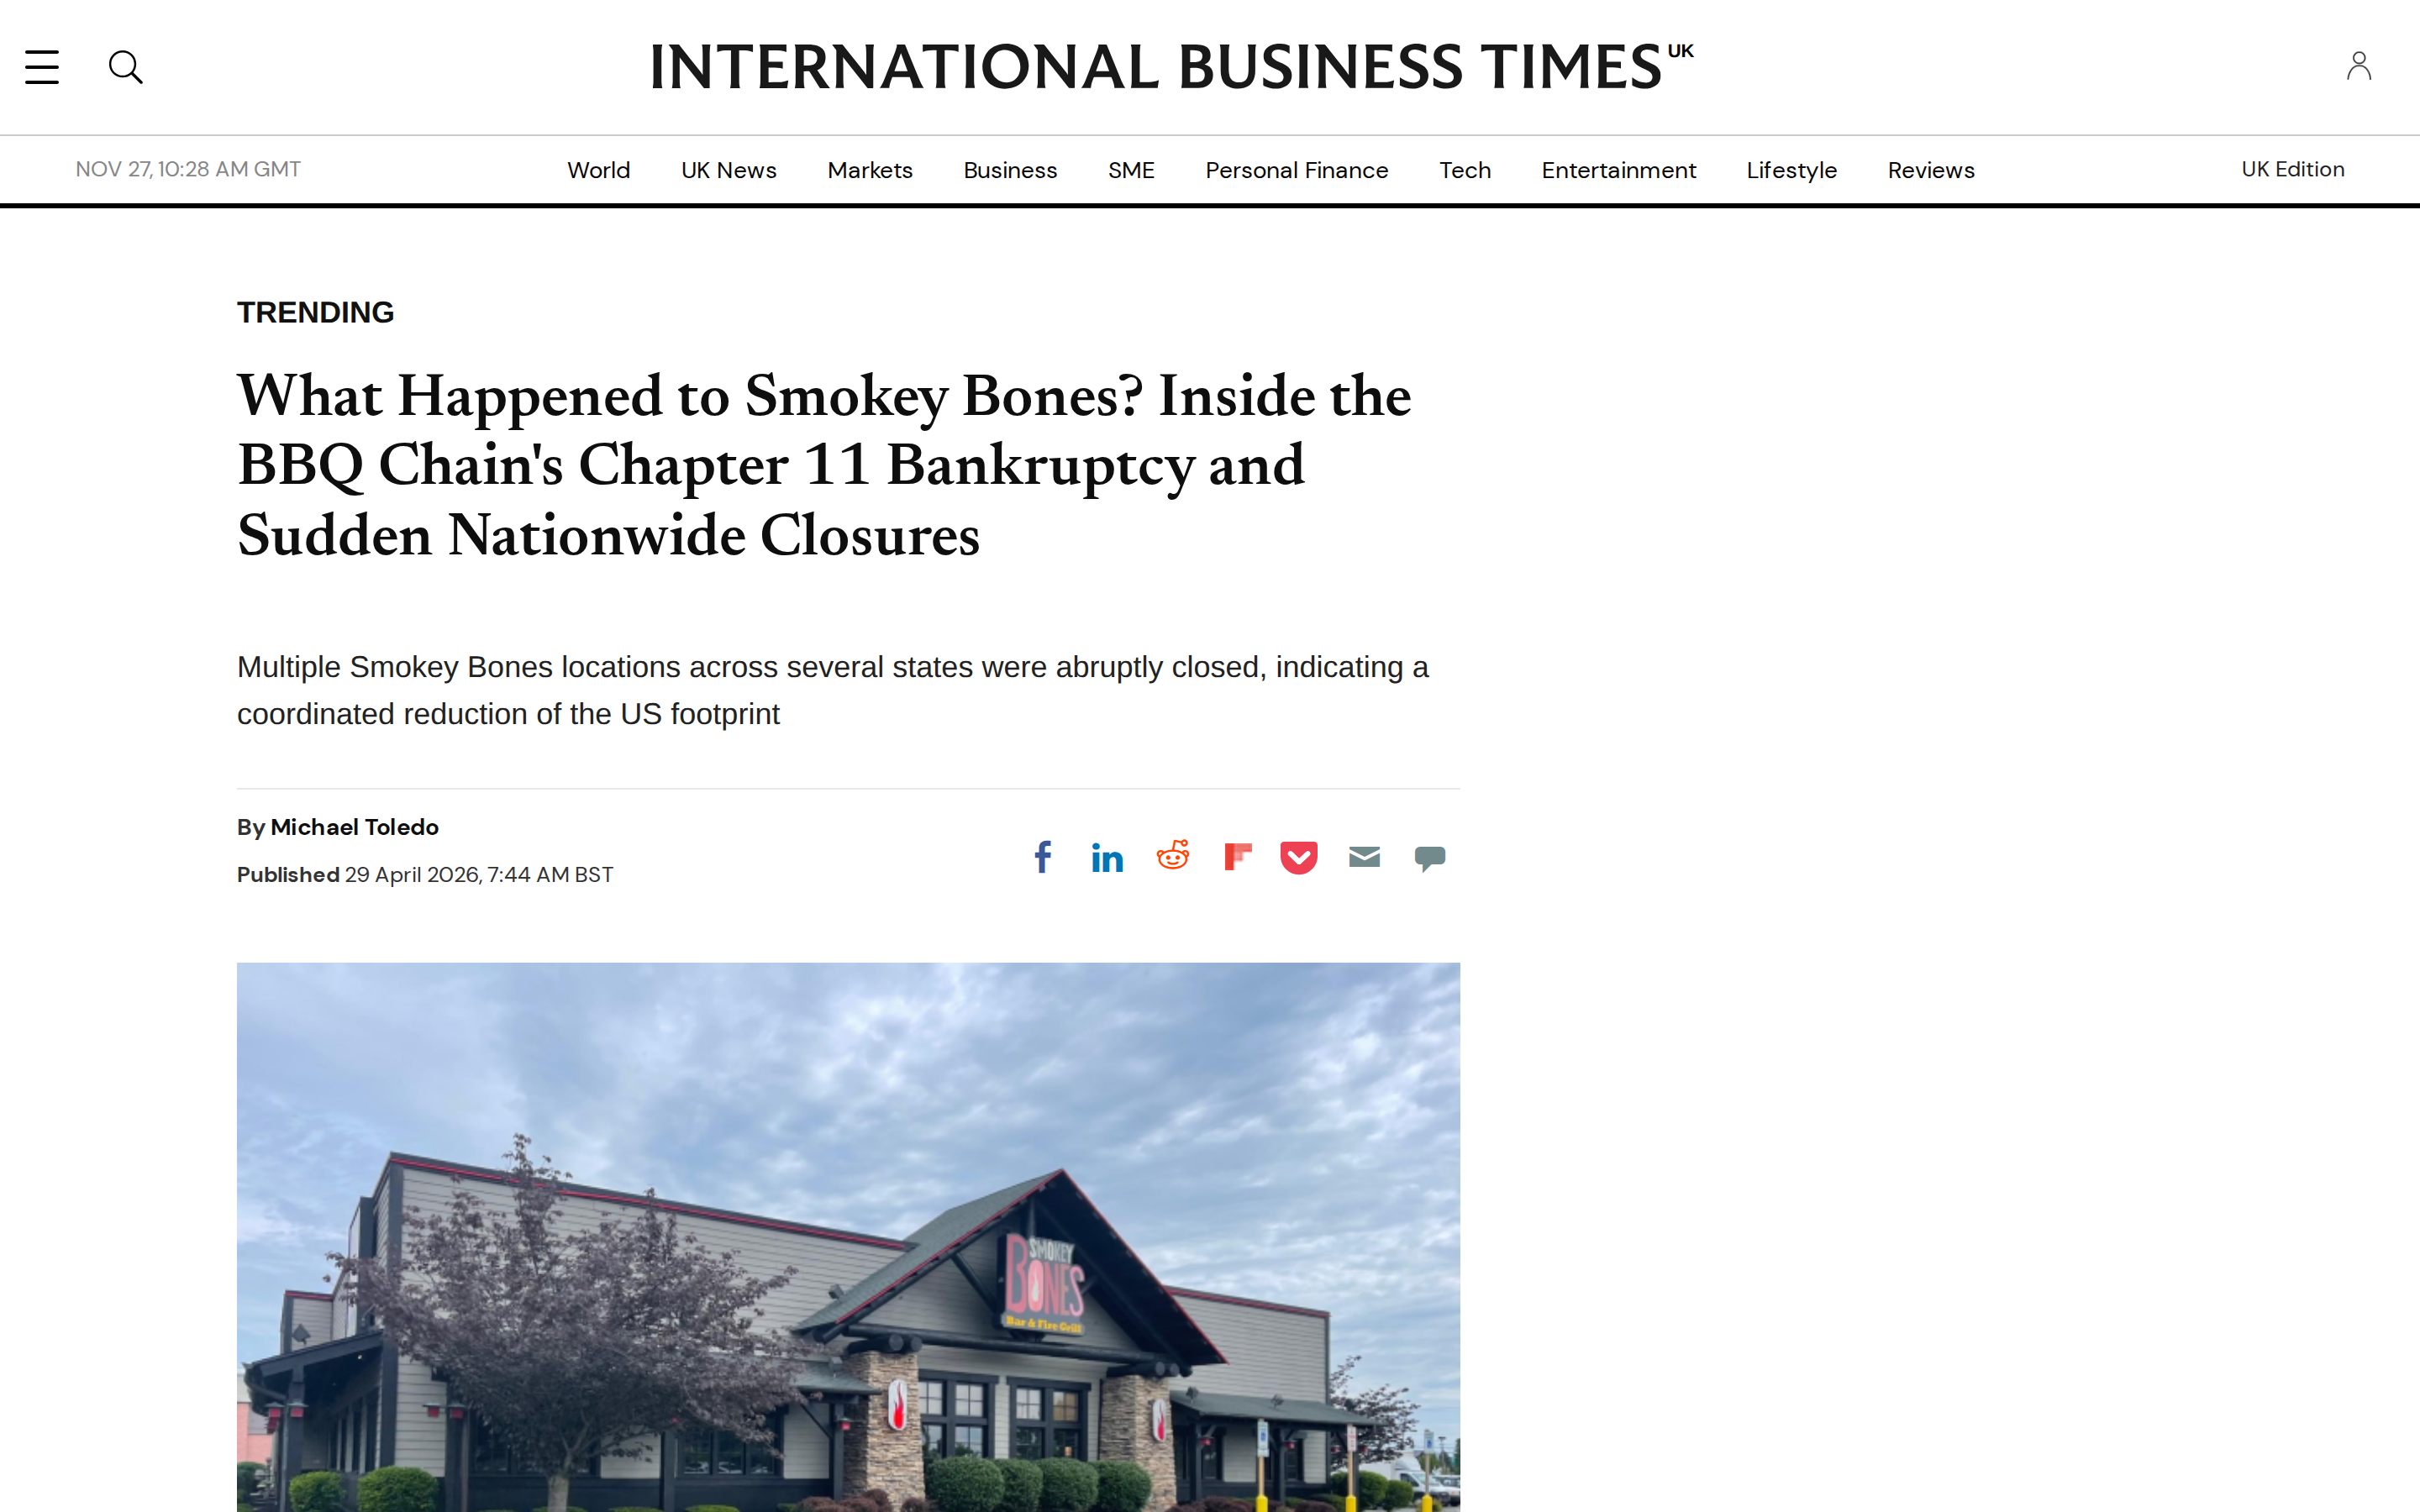 INTERNATIONAL BUSINESS TIMES UK
NOV 27, 10:28 AM GMT
World UK News Markets Business SME Personal Finance Tech Entertainment Lifestyle Reviews
UK Edition
TRENDING
What Happened to Smokey Bones? Inside the
BBQ Chain's Chapter 11 Bankruptcy and
Sudden Nationwide Closures
Multiple Smokey Bones locations across several states were abruptly closed, indicating a
coordinated reduction of the US footprint
By Michael Toledo
Published 29 April 2026, 7:44 AM BST
SMOKEY
BONES
Bar & Fire Grill